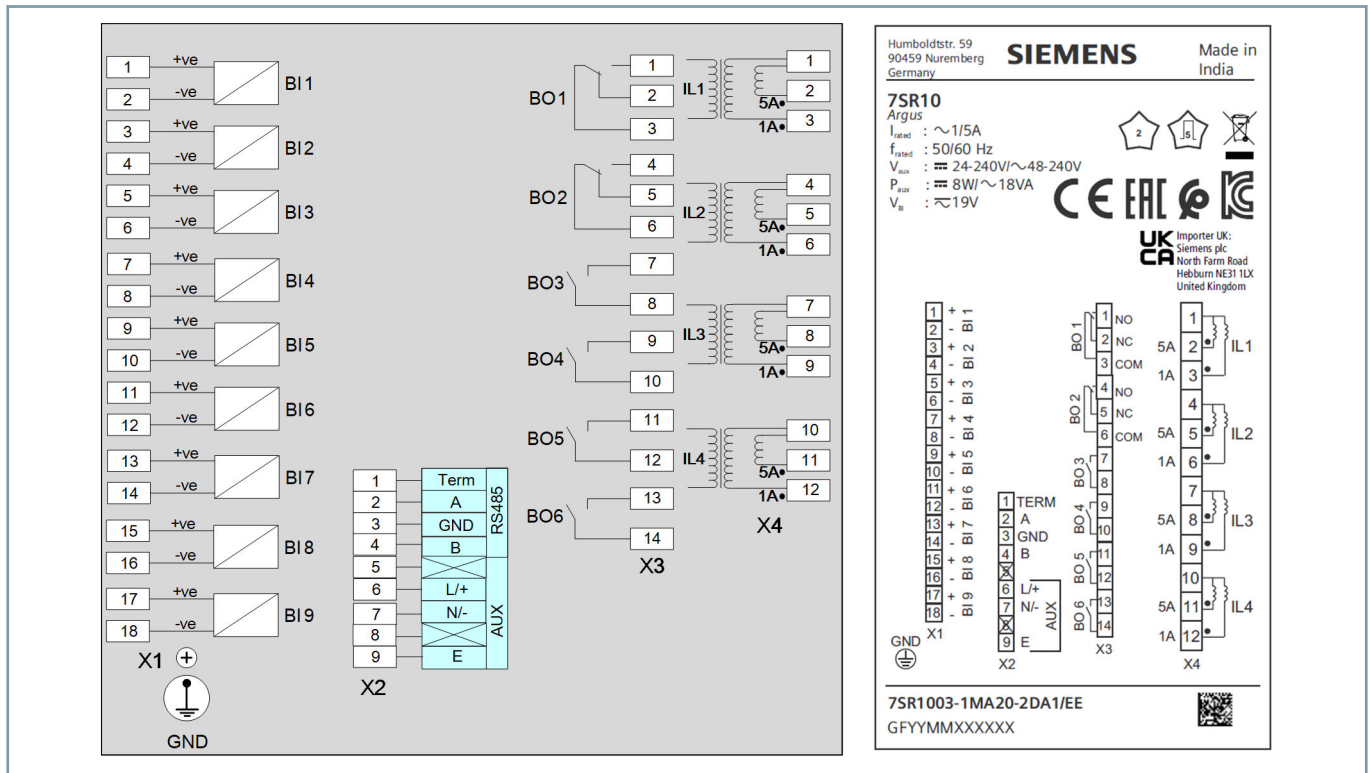 1 +ve
2 -ve
BI1
3 +ve
4 -ve
BI2
5 +ve
6 -ve
BI3
7 +ve
8 -ve
BI4
9 +ve
10 -ve
BI5
11 +ve
12 -ve
BI6
13 +ve
14 -ve
BI7
15 +ve
16 -ve
BI8
17 +ve
18 -ve
BI9
X1
GND
1 Term
2 A
3 GND
4 B
5
6 L/+
7 N/-
8
9 E
RS485
AUX
X2
BO1
1
2
3
BO2
4
5
6
BO3
7
8
BO4
9
10
BO5
11
12
BO6
13
14
X3
IL1
1
2
5A
1A 3
IL2
4
5
5A
1A 6
IL3
7
8
5A
1A 9
IL4
10
11
5A
1A 12
X4
Humboldtstr. 59
90459 Nuremberg
Germany
SIEMENS
Made in
India
7SR10
Argus
Irated : ~1/5A
frated : 50/60 Hz
Vaux : ⎓ 24-240V/~48-240V
Paux : ⎓ 8W/~18VA
VBI : ⏦19V
2
5
CE EAC
UK
CA
Importer UK:
Siemens plc
North Farm Road
Hebburn NE31 1LX
United Kingdom
1 +
2 -
BI 1
3 +
4 -
BI 2
5 +
6 -
BI 3
7 +
8 -
BI 4
9 +
10 -
BI 5
11 +
12 -
BI 6
13 +
14 -
BI 7
15 +
16 -
BI 8
17 +
18 -
BI 9
X1
GND
1 TERM
2 A
3 GND
4 B
5
6 L/+
7 N/-
8
9 E
AUX
X2
BO 1
1 NO
2 NC
3 COM
BO 2
4 NO
5 NC
6 COM
BO 3
7
8
BO 4
9
10
BO 5
11
12
BO 6
13
14
X3
1
5A 2
1A 3
IL1
4
5A 5
1A 6
IL2
7
5A 8
1A 9
IL3
10
5A 11
1A 12
IL4
X4
7SR1003-1MA20-2DA1/EE
GFYYMMXXXXXX